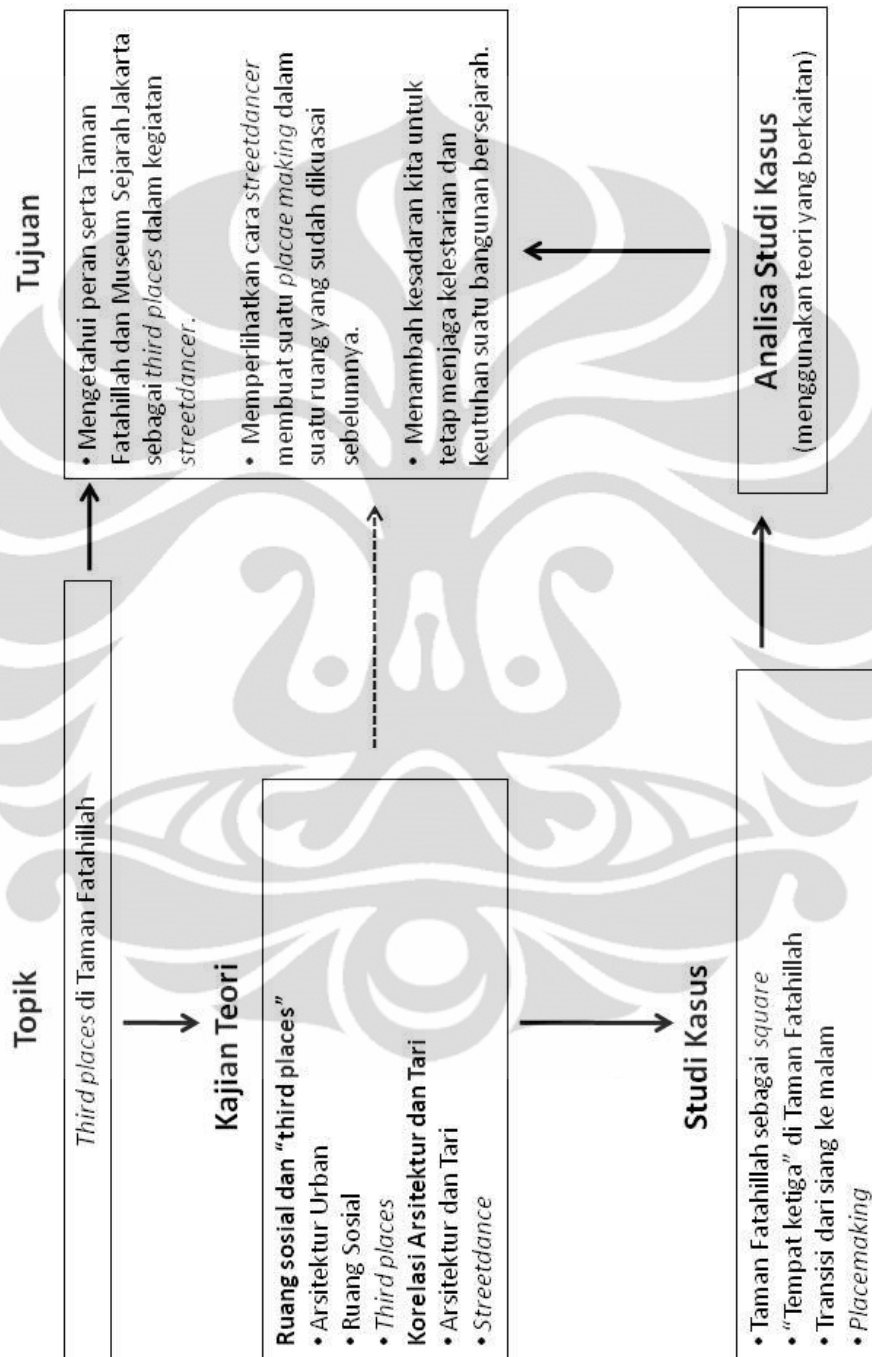 Topik
Third places di Taman Fatahillah
Tujuan
• Mengetahui peran serta Taman
Fatahillah dan Museum Sejarah Jakarta
sebagai third places dalam kegiatan
streetdancer.
• Memperlihatkan cara streetdancer
membuat suatu placae making dalam
suatu ruang yang sudah dikuasai
sebelumnya.
• Menambah kesadaran kita untuk
tetap menjaga kelestarian dan
keutuhan suatu bangunan bersejarah.
Kajian Teori
Ruang sosial dan “third places”
• Arsitektur Urban
• Ruang Sosial
• Third places
Korelasi Arsitektur dan Tari
• Arsitektur dan Tari
• Streetdance
Studi Kasus
• Taman Fatahillah sebagai square
• “Tempat ketiga” di Taman Fatahillah
• Transisi dari siang ke malam
• Placemaking
Analisa Studi Kasus
(menggunakan teori yang berkaitan)